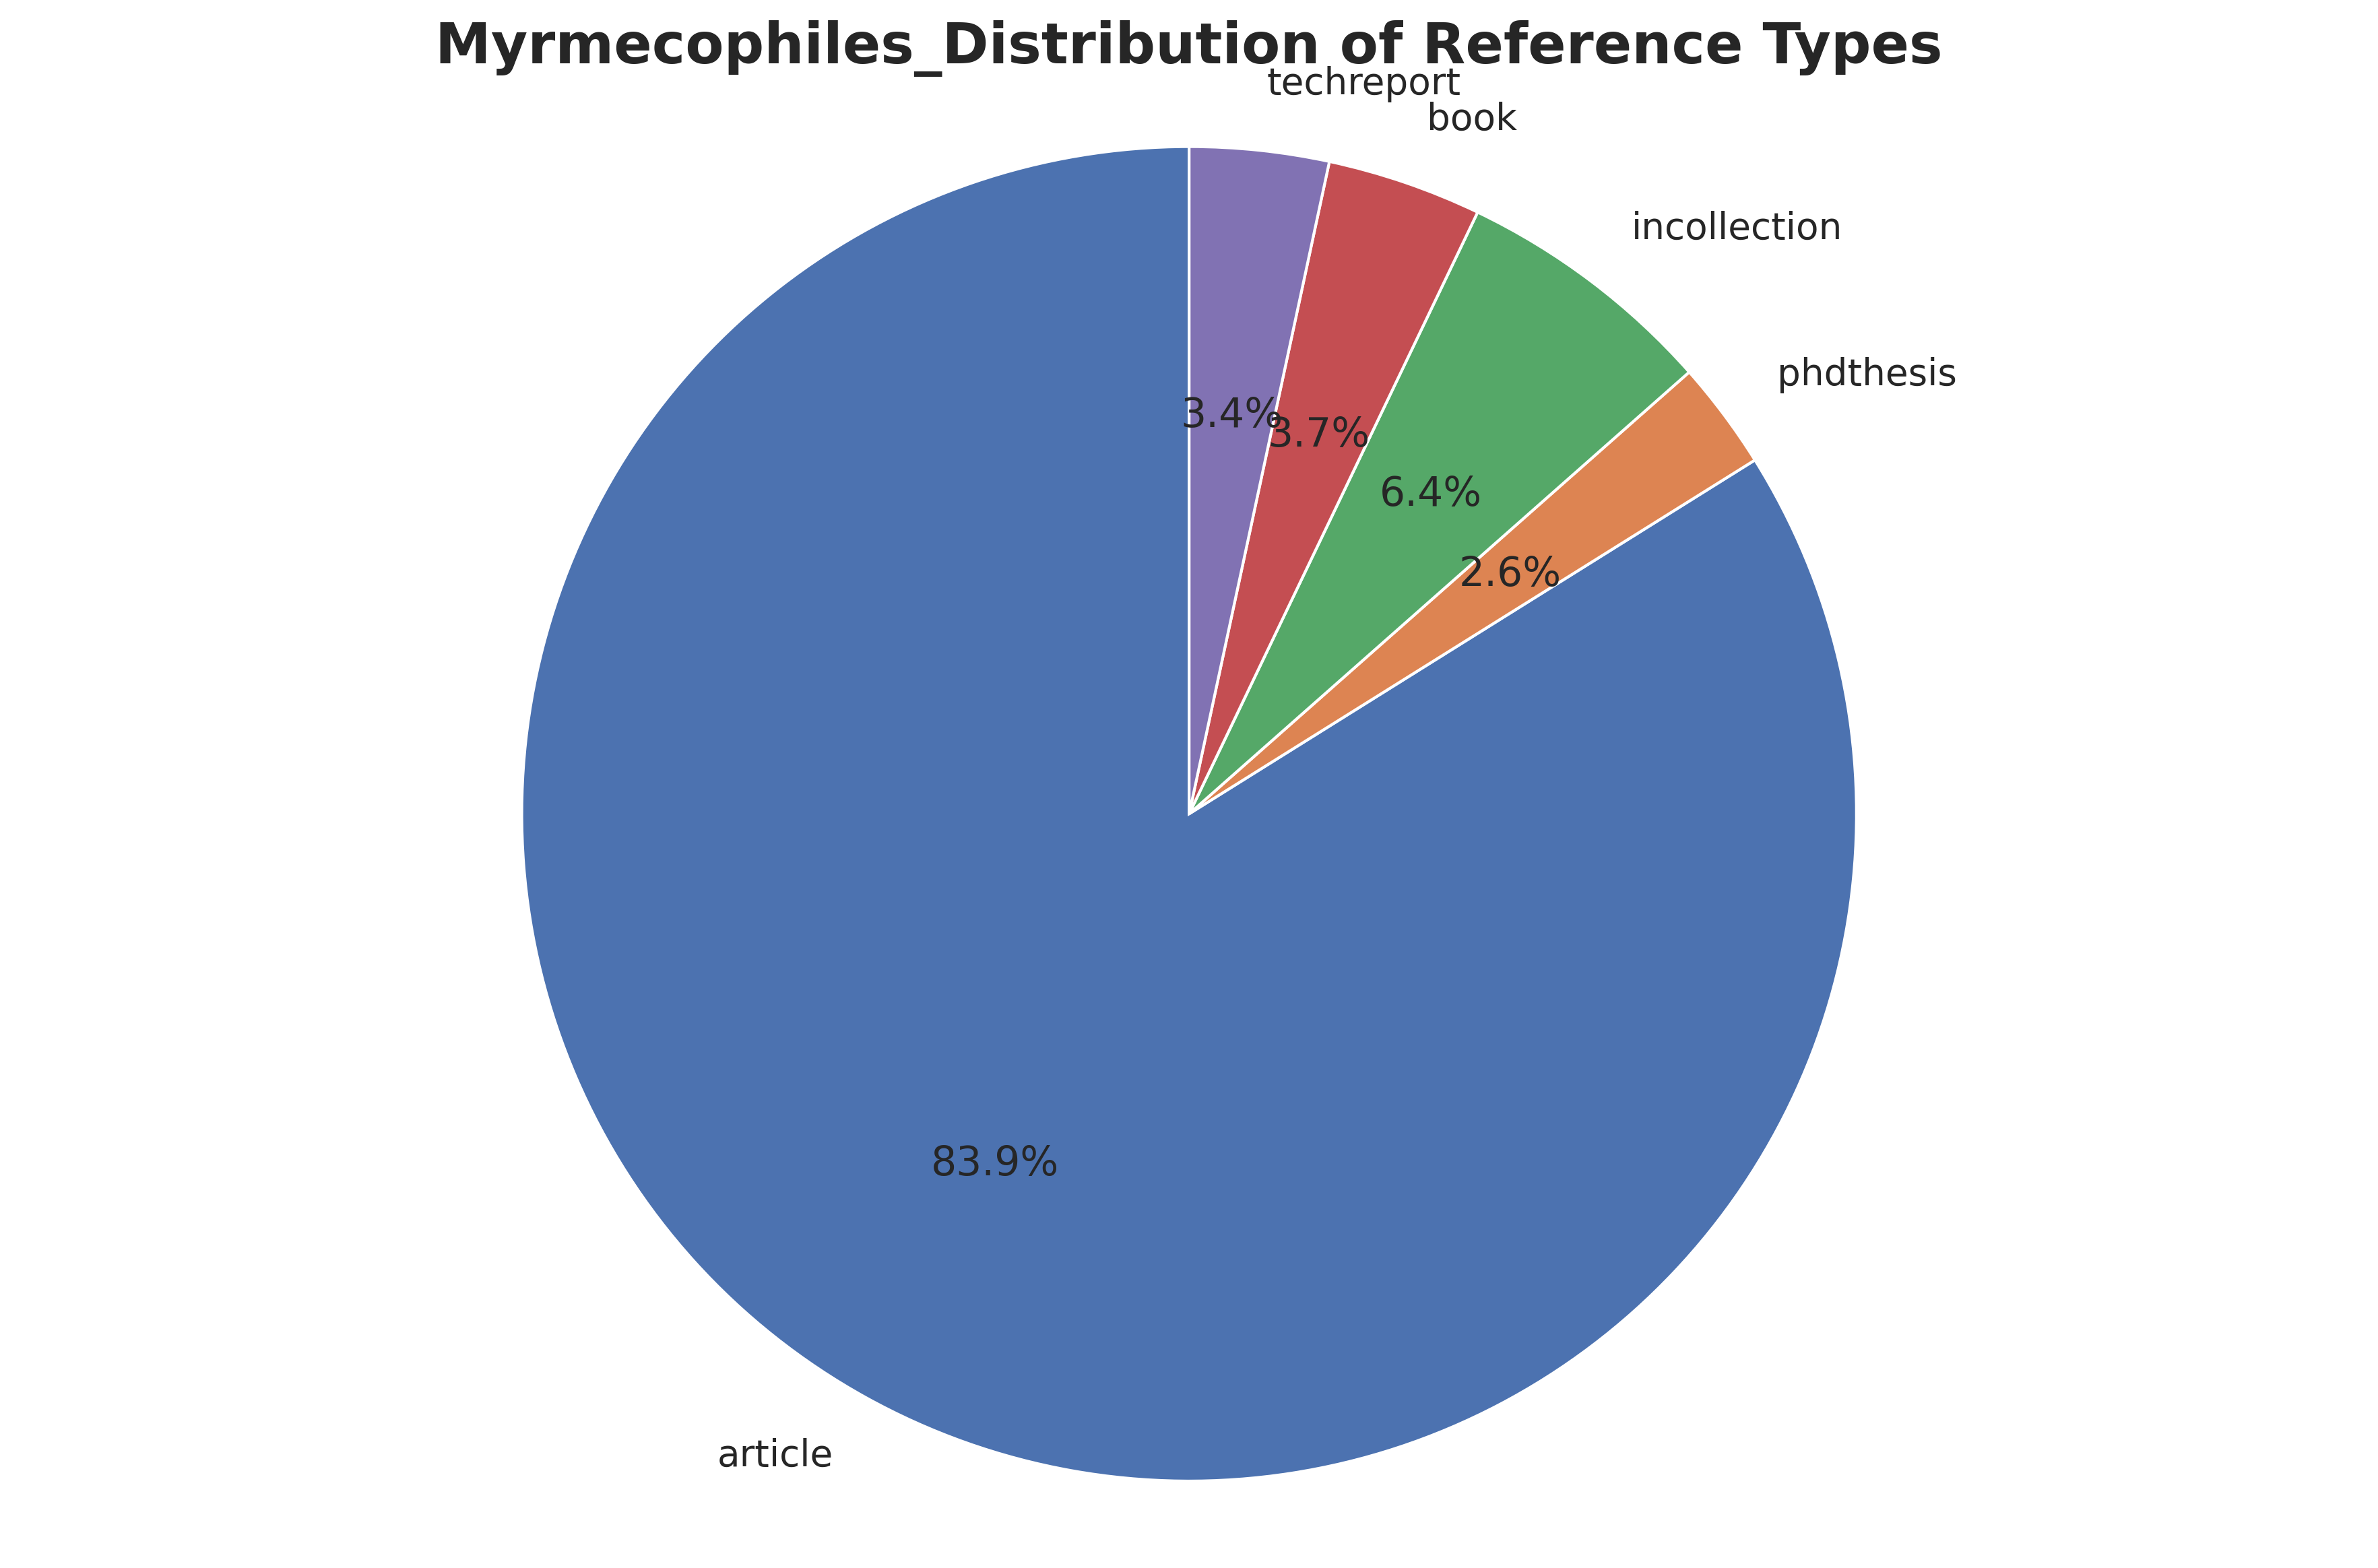 Myrmecophiles_Distribution of Reference Types
techreport
book
incollection
phdthesis
3.4%
3.7%
6.4%
2.6%
83.9%
article